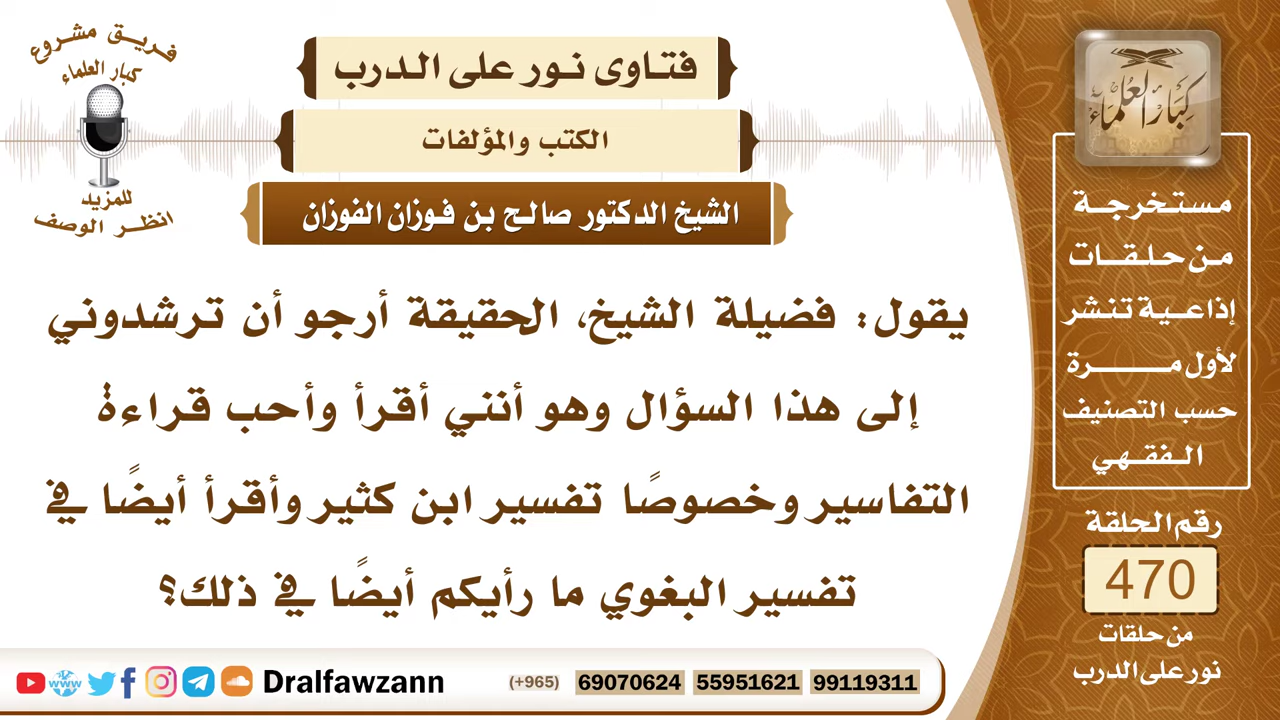 فريق مشروع
كبار العلماء
للمزيد
انظر الوصف
فتاوى نور على الدرب
الكتب والمؤلفات
الشيخ الدكتور صالح بن فوزان الفوزان
يقول: فضيلة الشيخ، الحقيقة أرجو أن ترشدوني
إلى هذا السؤال وهو أنني أقرأ وأحب قراءة
التفاسير وخصوصًا تفسير ابن كثير وأقرأ أيضًا في
تفسير البغوي ما رأيكم أيضًا في ذلك؟
كبار العلماء
مستخرجة
من حلقات
إذاعية تنشر
لأول مرة
حسب التصنيف
الفقهي
رقم الحلقة
470
من حلقات
نور على الدرب
www Dralfawzann (+965) 69070624 55951621 99119311